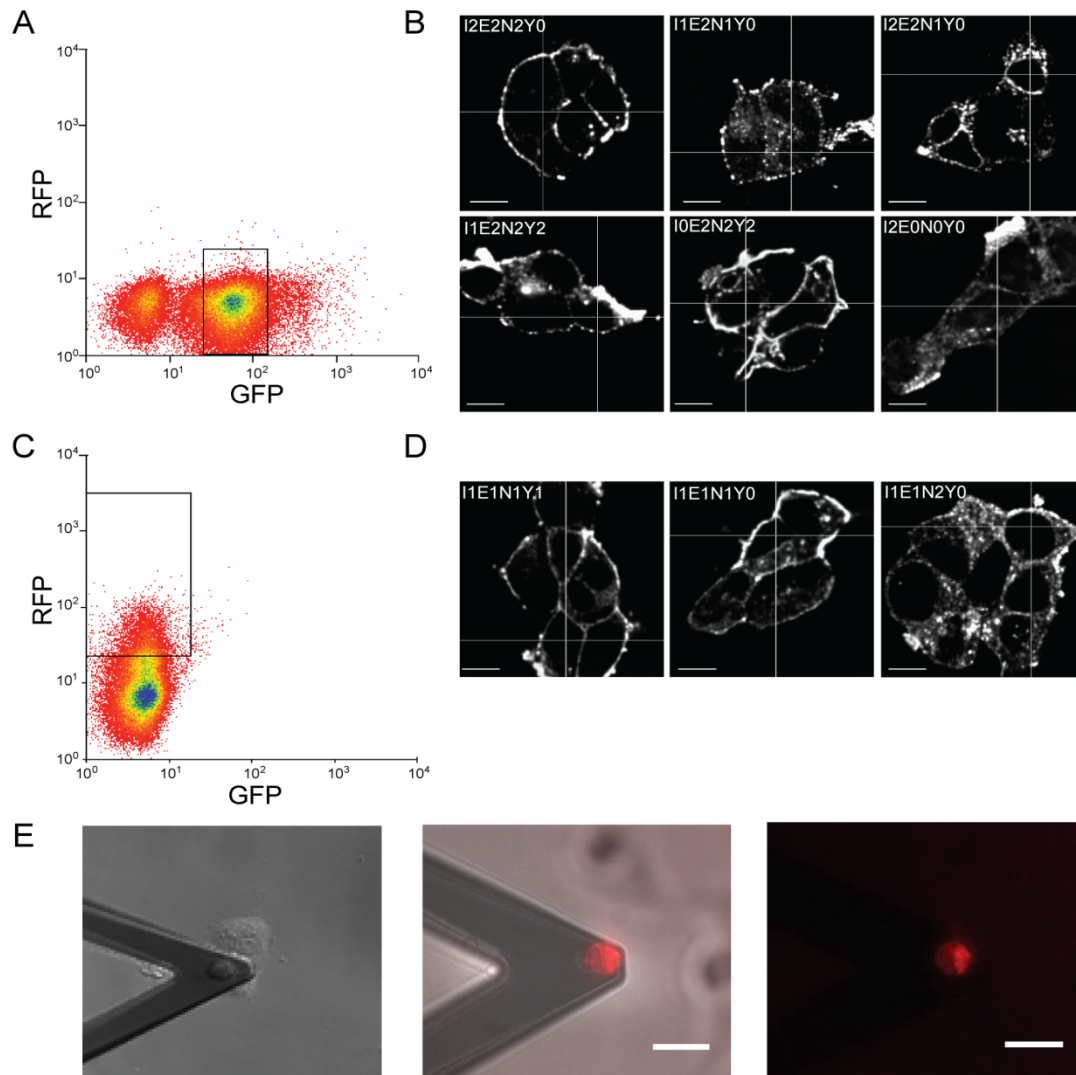 A
10⁴
10³
10²
10¹
10⁰
RFP
10⁰ 10¹ 10² 10³ 10⁴
GFP
B
I2E2N2Y0 I1E2N1Y0 I2E2N1Y0
I1E2N2Y2 I0E2N2Y2 I2E0N0Y0
C
10⁴
10³
10²
10¹
10⁰
RFP
10⁰ 10¹ 10² 10³ 10⁴
GFP
D
I1E1N1Y1 I1E1N1Y0 I1E1N2Y0
E